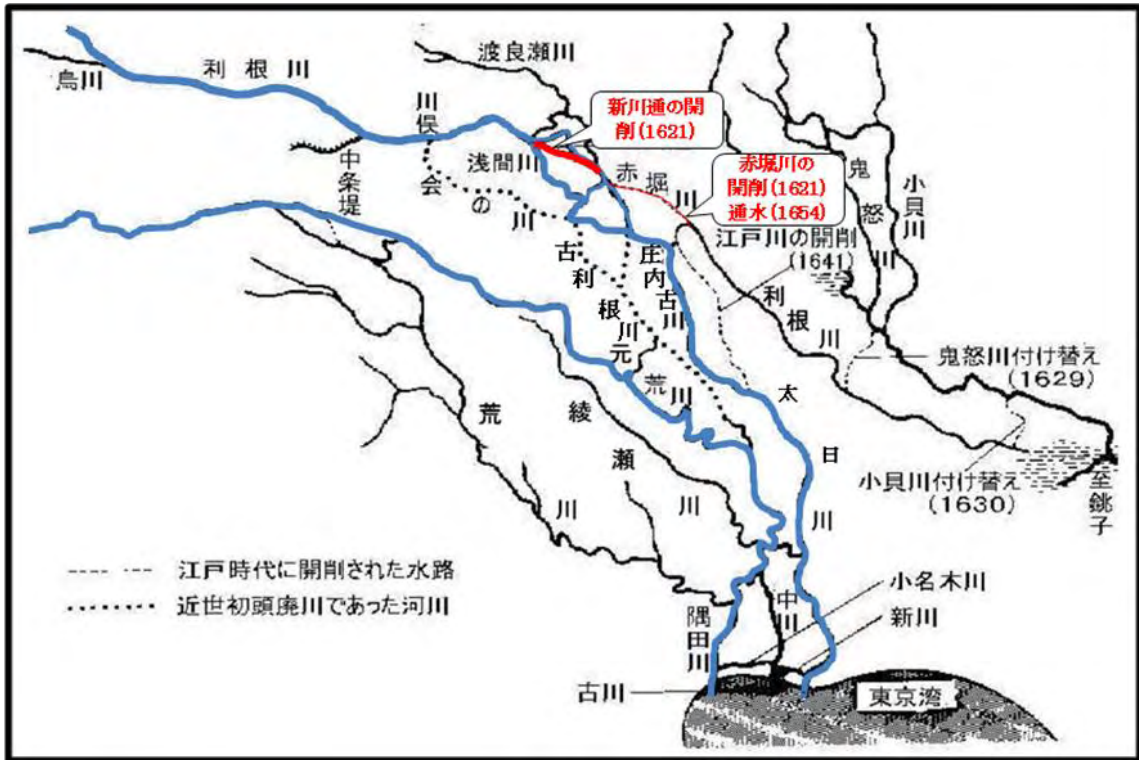 渡良瀬川
利根川
烏川
川俣
新川通の開
削(1621)
赤堀川の
開削(1621)
通水(1654)
浅間川
赤堀川
中条堤
会の川
鬼怒川
小貝川
江戸川の開削
(1641)
古利根川
庄内古川
利根川
元荒川
鬼怒川付け替え
(1629)
太日川
荒川
綾瀬川
小貝川付け替え
(1630)
至銚子
江戸時代に開削された水路
近世初頭廃川であった河川
小名木川
中川
新川
隅田川
古川
東京湾